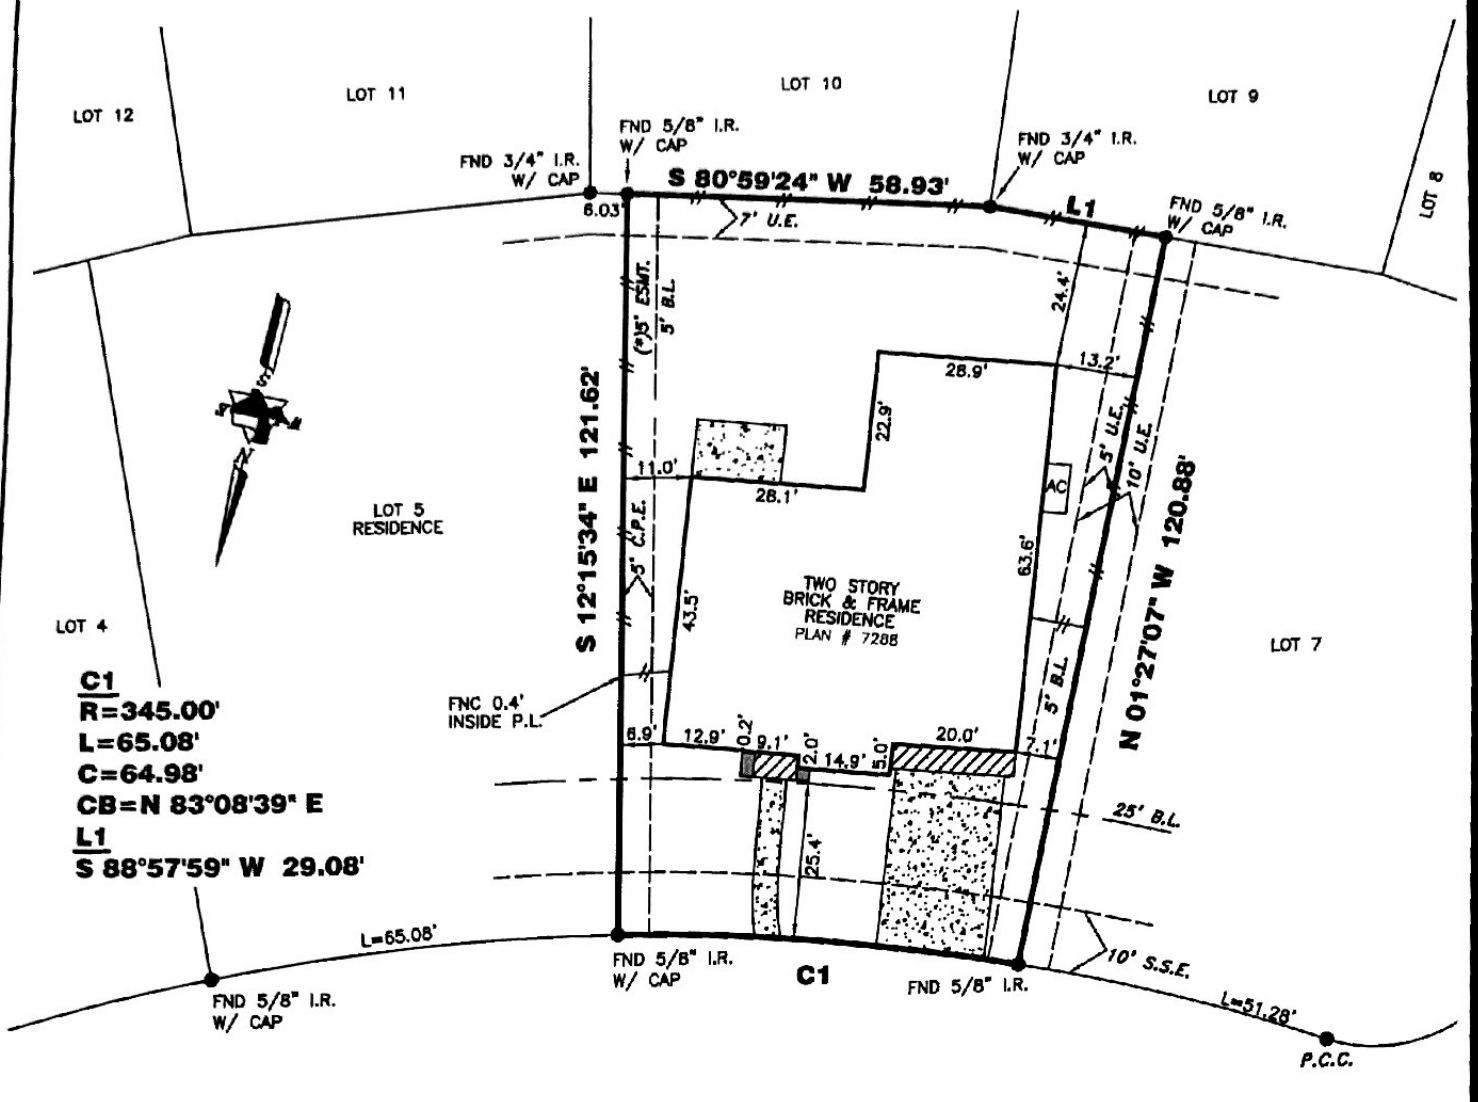 LOT 12
LOT 11
LOT 10
LOT 9
LOT 8
FND 5/8" I.R.
W/ CAP
FND 3/4" I.R.
W/ CAP
FND 3/4" I.R.
W/ CAP
FND 5/8" I.R.
W/ CAP
S 80°59'24" W 58.93'
L1
6.03'
7' U.E.
(*)5' ESMT.
5' B.L.
24.4'
13.2'
28.9'
22.9'
S
N
11.0'
28.1'
AC
5' U.E.
10' U.E.
S 12°15'34" E 121.62'
N 01°27'07" W 120.88'
LOT 5
RESIDENCE
5' C.P.E.
43.5'
63.6'
TWO STORY
BRICK & FRAME
RESIDENCE
PLAN # 7288
LOT 4
LOT 7
C1
R=345.00'
L=65.08'
C=64.98'
CB=N 83°08'39" E
L1
S 88°57'59" W 29.08'
FNC 0.4'
INSIDE P.L.
5' B.L.
6.9'
12.9'
0.2'
9.1'
2.0'
14.9'
5.0'
20.0'
7.1'
25' B.L.
25.4'
L=65.08'
FND 5/8" I.R.
W/ CAP
C1
FND 5/8" I.R.
10' S.S.E.
FND 5/8" I.R.
W/ CAP
L=51.28'
P.C.C.